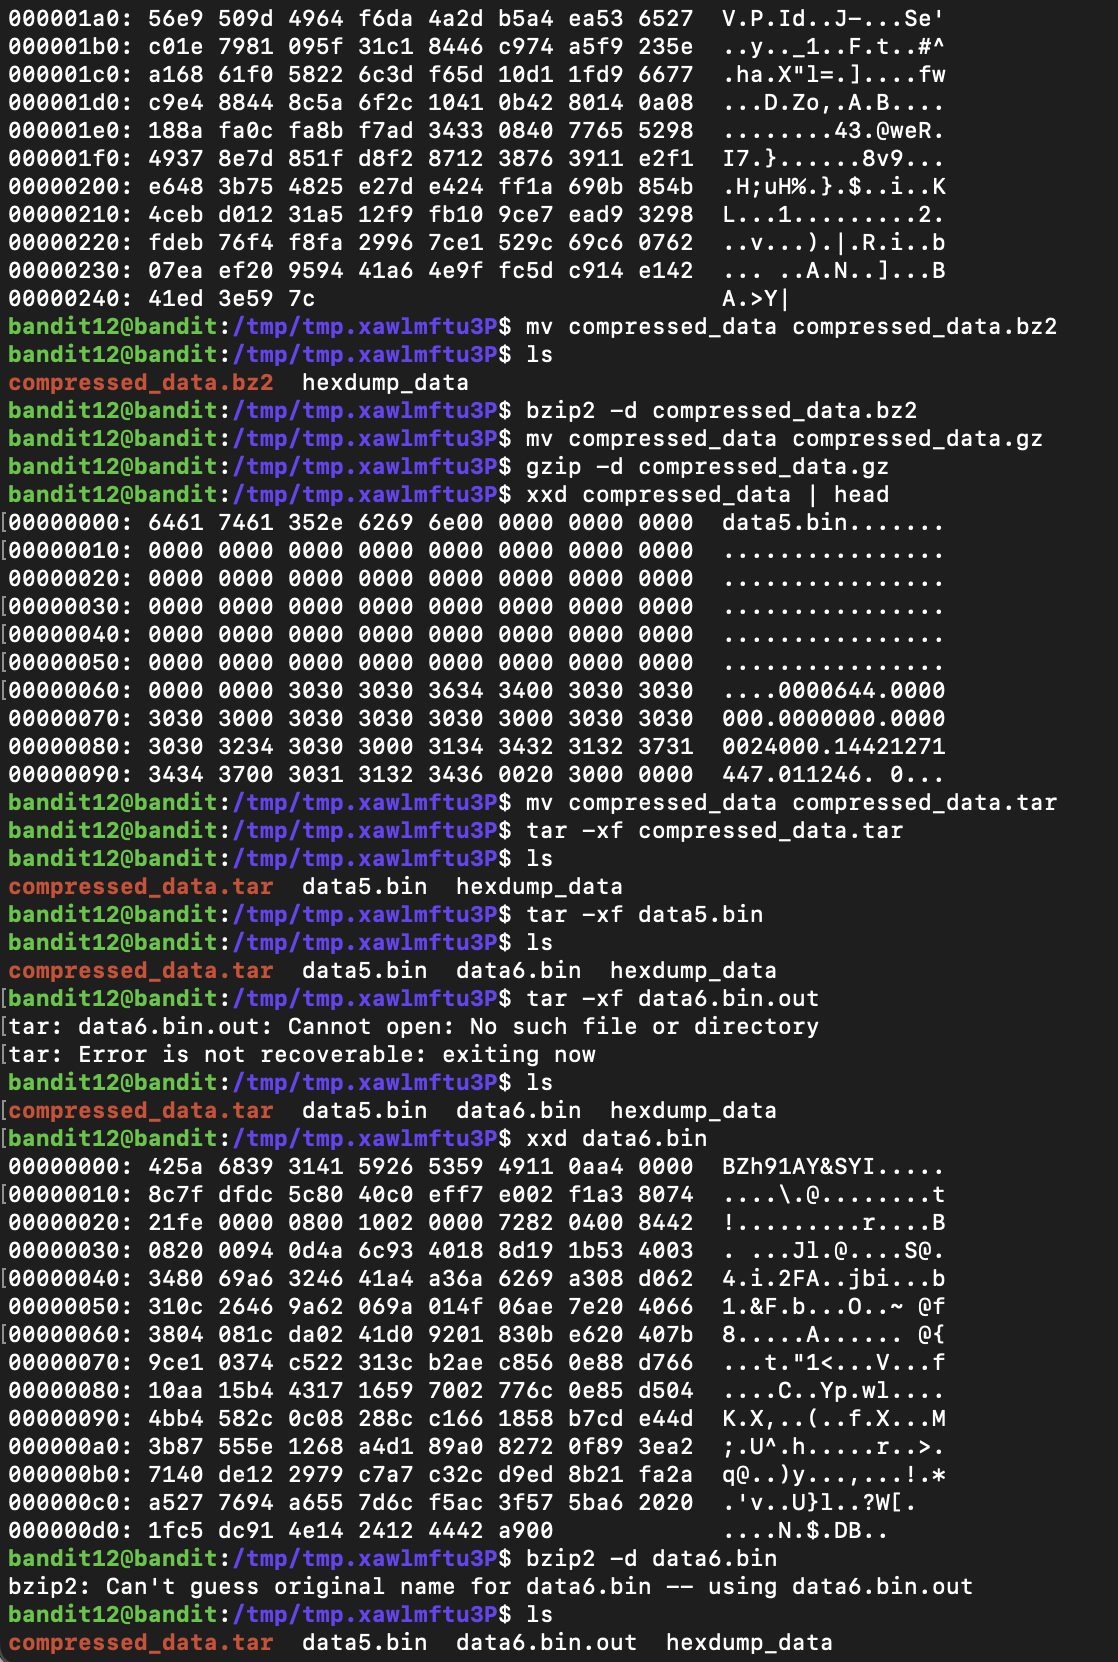 000001a0: 56e9 509d 4964 f6da 4a2d b5a4 ea53 6527  V.P.Id..J-...Se'
000001b0: c01e 7981 095f 31c1 8446 c974 a5f9 235e  ..y.._1..F.t..#^
000001c0: a168 61f0 5822 6c3d f65d 10d1 1fd9 6677  .ha.X"l=.]....fw
000001d0: c9e4 8844 8c5a 6f2c 1041 0b42 8014 0a08  ...D.Zo,.A.B....
000001e0: 188a fa0c fa8b f7ad 3433 0840 7765 5298  ........43.@weR.
000001f0: 4937 8e7d 851f d8f2 8712 3876 3911 e2f1  I7.}......8v9...
00000200: e648 3b75 4825 e27d e424 ff1a 690b 854b  .H;uH%.}.$..i..K
00000210: 4ceb d012 31a5 12f9 fb10 9ce7 ead9 3298  L...1.........2.
00000220: fdeb 76f4 f8fa 2996 7ce1 529c 69c6 0762  ..v...).|.R.i..b
00000230: 07ea ef20 9594 41a6 4e9f fc5d c914 e142  ... ..A.N..]...B
00000240: 41ed 3e59 7c                             A.>Y|
bandit12@bandit:/tmp/tmp.xawlmftu3P$ mv compressed_data compressed_data.bz2
bandit12@bandit:/tmp/tmp.xawlmftu3P$ ls
compressed_data.bz2  hexdump_data
bandit12@bandit:/tmp/tmp.xawlmftu3P$ bzip2 -d compressed_data.bz2
bandit12@bandit:/tmp/tmp.xawlmftu3P$ mv compressed_data compressed_data.gz
bandit12@bandit:/tmp/tmp.xawlmftu3P$ gzip -d compressed_data.gz
bandit12@bandit:/tmp/tmp.xawlmftu3P$ xxd compressed_data | head
[00000000: 6461 7461 352e 6269 6e00 0000 0000 0000  data5.bin.......
[00000010: 0000 0000 0000 0000 0000 0000 0000 0000  ................
00000020: 0000 0000 0000 0000 0000 0000 0000 0000  ................
[00000030: 0000 0000 0000 0000 0000 0000 0000 0000  ................
[00000040: 0000 0000 0000 0000 0000 0000 0000 0000  ................
[00000050: 0000 0000 0000 0000 0000 0000 0000 0000  ................
[00000060: 0000 0000 3030 3030 3634 3400 3030 3030  ....0000644.0000
00000070: 3030 3000 3030 3030 3030 3000 3030 3030  000.0000000.0000
00000080: 3030 3234 3030 3000 3134 3432 3132 3731  0024000.14421271
00000090: 3434 3700 3031 3132 3436 0020 3000 0000  447.011246. 0...
bandit12@bandit:/tmp/tmp.xawlmftu3P$ mv compressed_data compressed_data.tar
bandit12@bandit:/tmp/tmp.xawlmftu3P$ tar -xf compressed_data.tar
bandit12@bandit:/tmp/tmp.xawlmftu3P$ ls
compressed_data.tar  data5.bin  hexdump_data
bandit12@bandit:/tmp/tmp.xawlmftu3P$ tar -xf data5.bin
bandit12@bandit:/tmp/tmp.xawlmftu3P$ ls
compressed_data.tar  data5.bin  data6.bin  hexdump_data
[bandit12@bandit:/tmp/tmp.xawlmftu3P$ tar -xf data6.bin.out
[tar: data6.bin.out: Cannot open: No such file or directory
[tar: Error is not recoverable: exiting now
bandit12@bandit:/tmp/tmp.xawlmftu3P$ ls
[compressed_data.tar  data5.bin  data6.bin  hexdump_data
[bandit12@bandit:/tmp/tmp.xawlmftu3P$ xxd data6.bin
00000000: 425a 6839 3141 5926 5359 4911 0aa4 0000  BZh91AY&SYI.....
[00000010: 8c7f dfdc 5c80 40c0 eff7 e002 f1a3 8074  ....\.@........t
00000020: 21fe 0000 0800 1002 0000 7282 0400 8442  !.........r....B
00000030: 0820 0094 0d4a 6c93 4018 8d19 1b53 4003  . ...Jl.@....S@.
[00000040: 3480 69a6 3246 41a4 a36a 6269 a308 d062  4.i.2FA..jbi...b
00000050: 310c 2646 9a62 069a 014f 06ae 7e20 4066  1.&F.b...O..~ @f
[00000060: 3804 081c da02 41d0 9201 830b e620 407b  8.....A...... @{
00000070: 9ce1 0374 c522 313c b2ae c856 0e88 d766  ...t."1<...V...f
00000080: 10aa 15b4 4317 1659 7002 776c 0e85 d504  ....C..Yp.wl....
00000090: 4bb4 582c 0c08 288c c166 1858 b7cd e44d  K.X,..(..f.X...M
000000a0: 3b87 555e 1268 a4d1 89a0 8272 0f89 3ea2  ;.U^.h.....r..>.
000000b0: 7140 de12 2979 c7a7 c32c d9ed 8b21 fa2a  q@..)y...,...!.*
000000c0: a527 7694 a655 7d6c f5ac 3f57 5ba6 2020  .'v..U}l..?W[.
000000d0: 1fc5 dc91 4e14 2412 4442 a900            ....N.$.DB..
bandit12@bandit:/tmp/tmp.xawlmftu3P$ bzip2 -d data6.bin
bzip2: Can't guess original name for data6.bin -- using data6.bin.out
bandit12@bandit:/tmp/tmp.xawlmftu3P$ ls
compressed_data.tar  data5.bin  data6.bin.out  hexdump_data